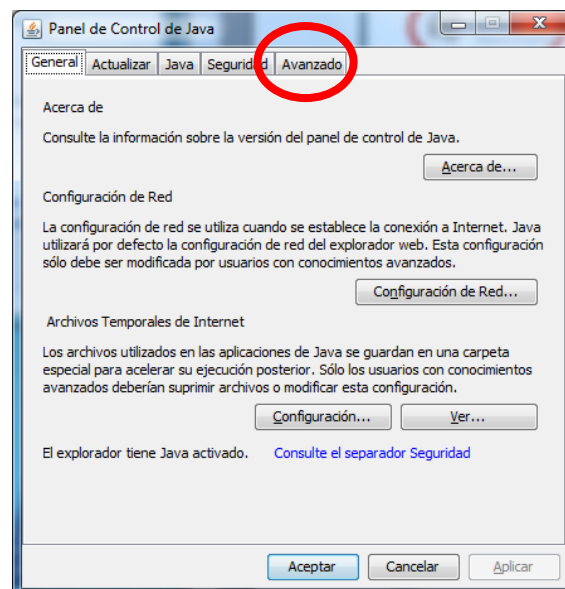 Panel de Control de Java
General Actualizar Java Seguridad Avanzado
Acerca de
Consulte la información sobre la versión del panel de control de Java.
Acerca de...
Configuración de Red
La configuración de red se utiliza cuando se establece la conexión a Internet. Java
utilizará por defecto la configuración de red del explorador web. Esta configuración
sólo debe ser modificada por usuarios con conocimientos avanzados.
Configuración de Red...
Archivos Temporales de Internet
Los archivos utilizados en las aplicaciones de Java se guardan en una carpeta
especial para acelerar su ejecución posterior. Sólo los usuarios con conocimientos
avanzados deberían suprimir archivos o modificar esta configuración.
Configuración... Ver...
El explorador tiene Java activado. Consulte el separador Seguridad
Aceptar Cancelar Aplicar